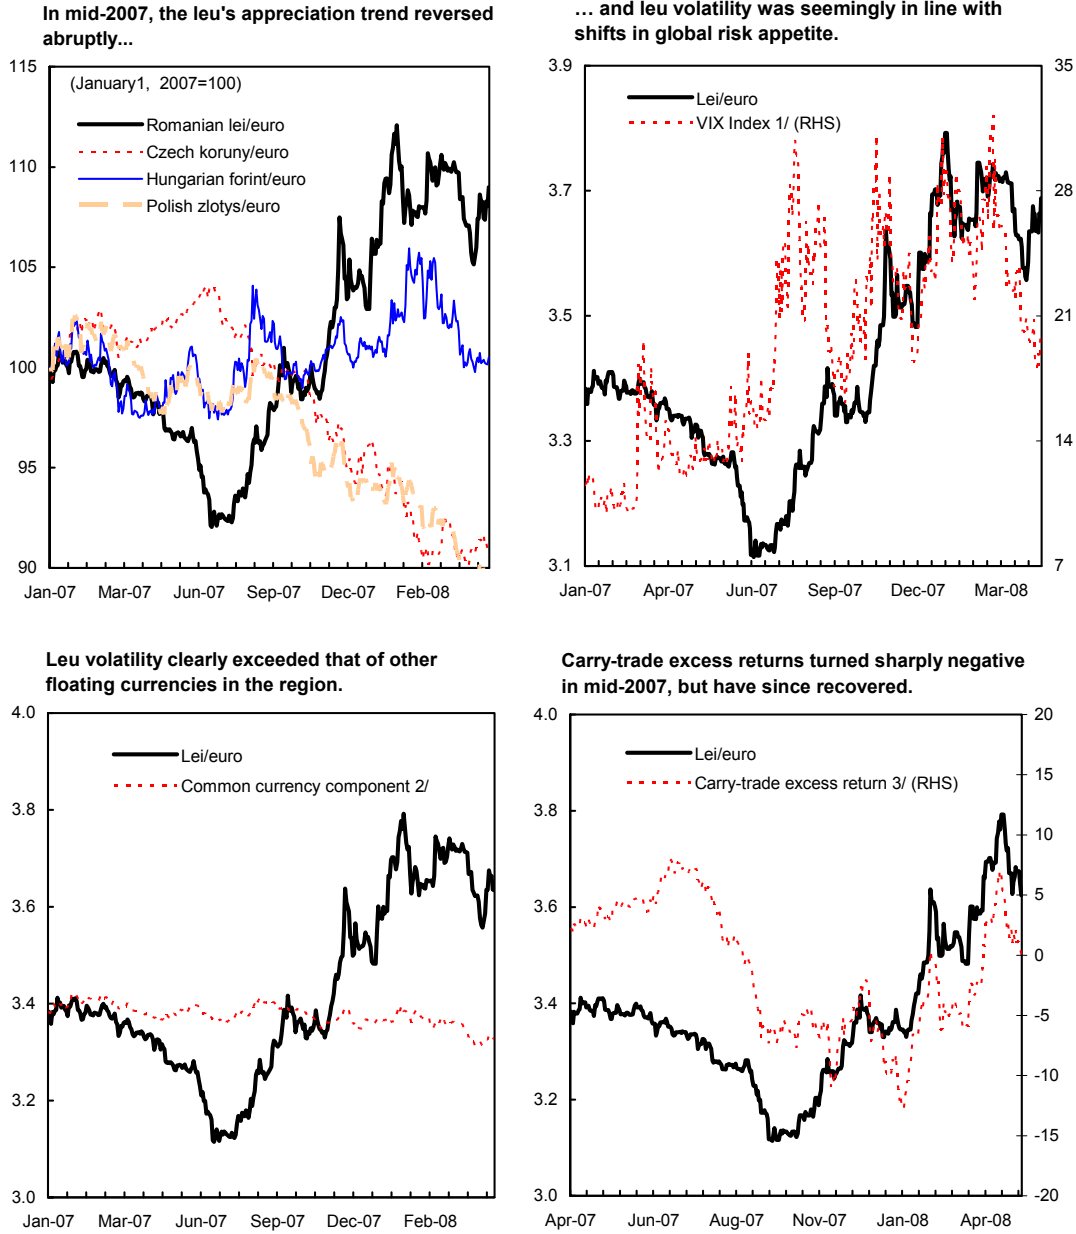 In mid-2007, the leu's appreciation trend reversed
abruptly...
115
110
105
100
95
90
(January1, 2007=100)
Romanian lei/euro
Czech koruny/euro
Hungarian forint/euro
Polish zlotys/euro
Jan-07 Mar-07 Jun-07 Sep-07 Dec-07 Feb-08
… and leu volatility was seemingly in line with
shifts in global risk appetite.
3.9
3.7
3.5
3.3
3.1
Lei/euro
VIX Index 1/ (RHS)
35
28
21
14
7
Jan-07 Apr-07 Jun-07 Sep-07 Dec-07 Mar-08
Leu volatility clearly exceeded that of other
floating currencies in the region.
4.0
3.8
3.6
3.4
3.2
3.0
Lei/euro
Common currency component 2/
Jan-07 Mar-07 Jun-07 Sep-07 Dec-07 Feb-08
Carry-trade excess returns turned sharply negative
in mid-2007, but have since recovered.
4.0
3.8
3.6
3.4
3.2
3.0
Lei/euro
Carry-trade excess return 3/ (RHS)
20
15
10
5
0
-5
-10
-15
-20
Apr-07 Jun-07 Aug-07 Nov-07 Jan-08 Apr-08